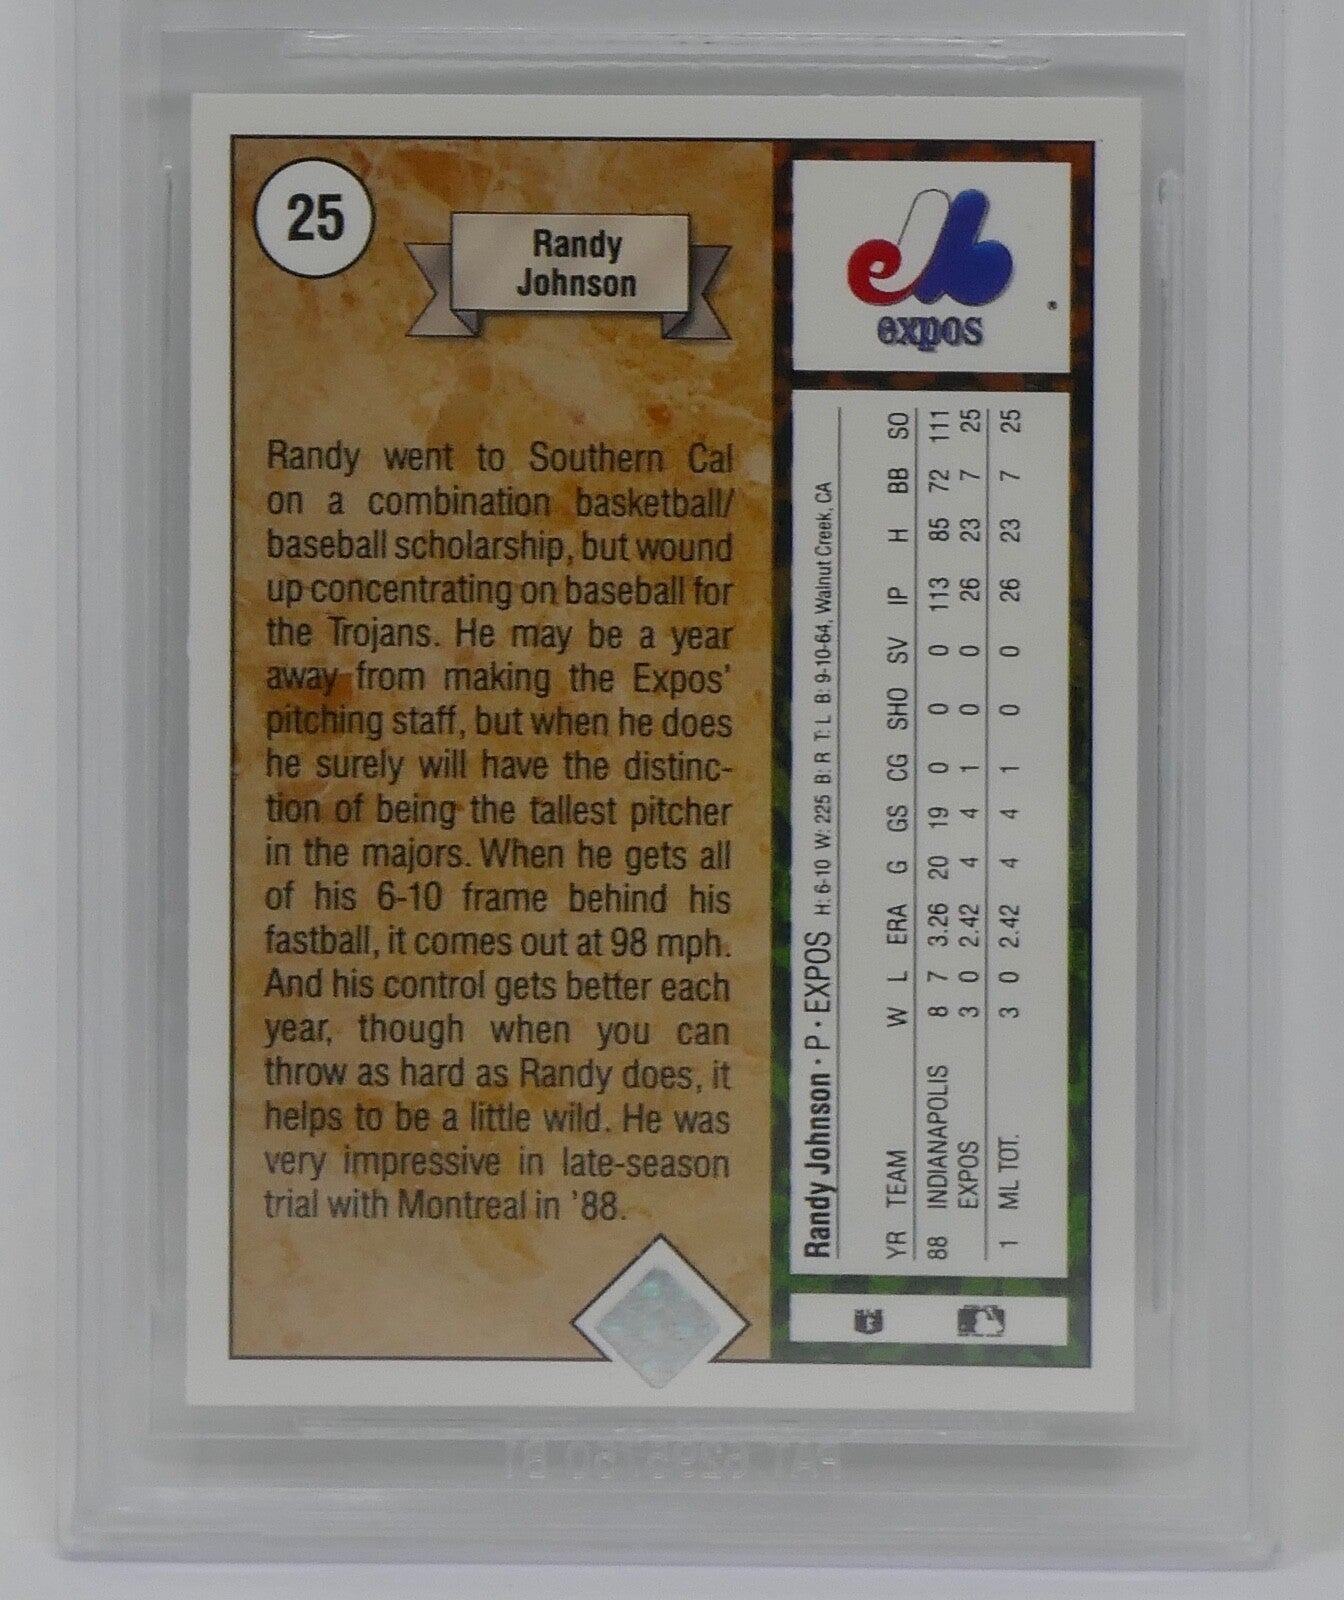 25
Randy
Johnson
Randy went to Southern Cal
on a combination basketball/
baseball scholarship, but wound
up concentrating on baseball for
the Trojans. He may be a year
away from making the Expos'
pitching staff, but when he does
he surely will have the distinc-
tion of being the tallest pitcher
in the majors. When he gets all
of his 6-10 frame behind his
fastball, it comes out at 98 mph.
And his control gets better each
year, though when you can
throw as hard as Randy does, it
helps to be a little wild. He was
very impressive in late-season
trial with Montreal in '88.
expos
Randy Johnson • P • EXPOS H: 6-10 W: 225 B: R T: L B: 9-10-64, Walnut Creek, CA
YR TEAM W L ERA G GS CG SHO SV IP H BB SO
88 INDIANAPOLIS 8 7 3.26 20 19 0 0 0 113 85 72 111
EXPOS 3 0 2.42 4 4 1 0 0 26 23 7 25
1 ML TOT. 3 0 2.42 4 4 1 0 0 26 23 7 25